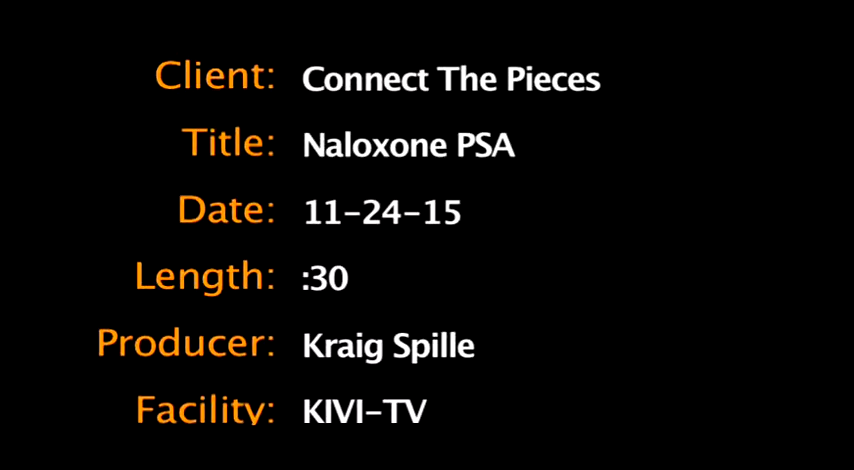 Client: Connect The Pieces
Title: Naloxone PSA
Date: 11-24-15
Length: :30
Producer: Kraig Spille
Facility: KIVI-TV